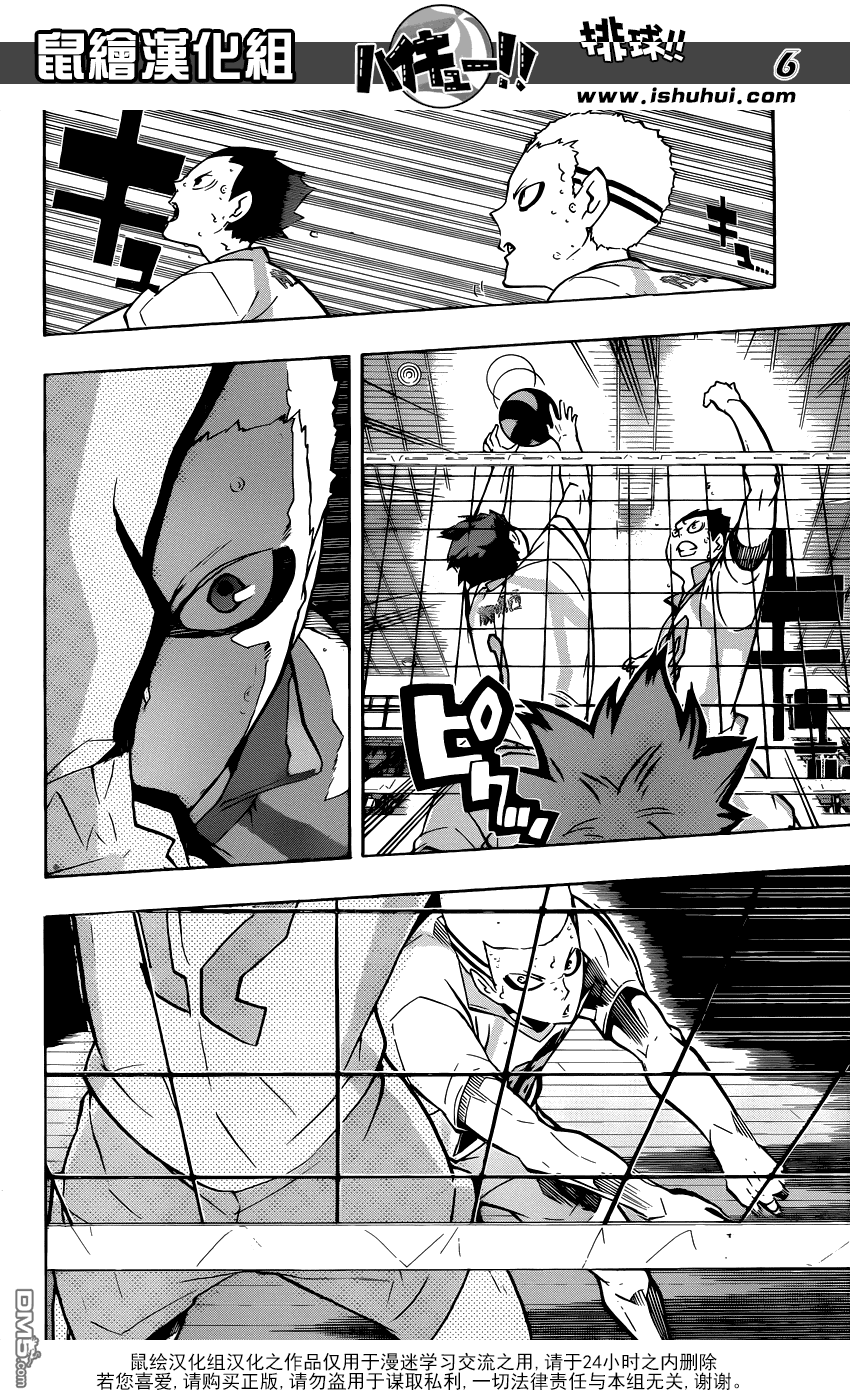 鼠繪漢化組
ハイキュー!!
排球!!
6
www.ishuhui.com
キュ
キュ...
ピクッ
12
鼠绘汉化组汉化之作品仅用于漫迷学习交流之用, 请于24小时之内删除
若您喜爱, 请购买正版, 请勿盗用于谋取私利, 一切法律责任与本组无关, 谢谢。
DM5.com